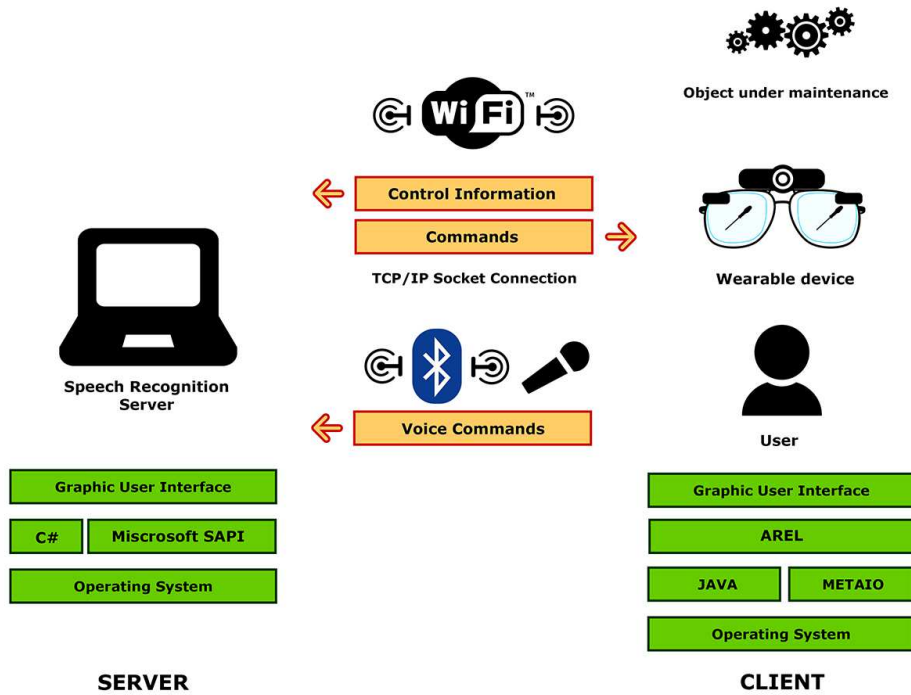 Object under maintenance
Wi Fi ™
Control Information
Commands
TCP/IP Socket Connection
Wearable device
Speech Recognition
Server
Voice Commands
User
Graphic User Interface
C#
Miscrosoft SAPI
Operating System
SERVER
Graphic User Interface
AREL
JAVA
METAIO
Operating System
CLIENT